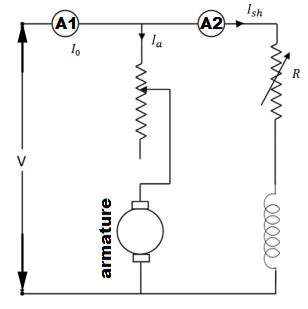 A1
A2
I_sh
I_0
I_a
R
V
armature